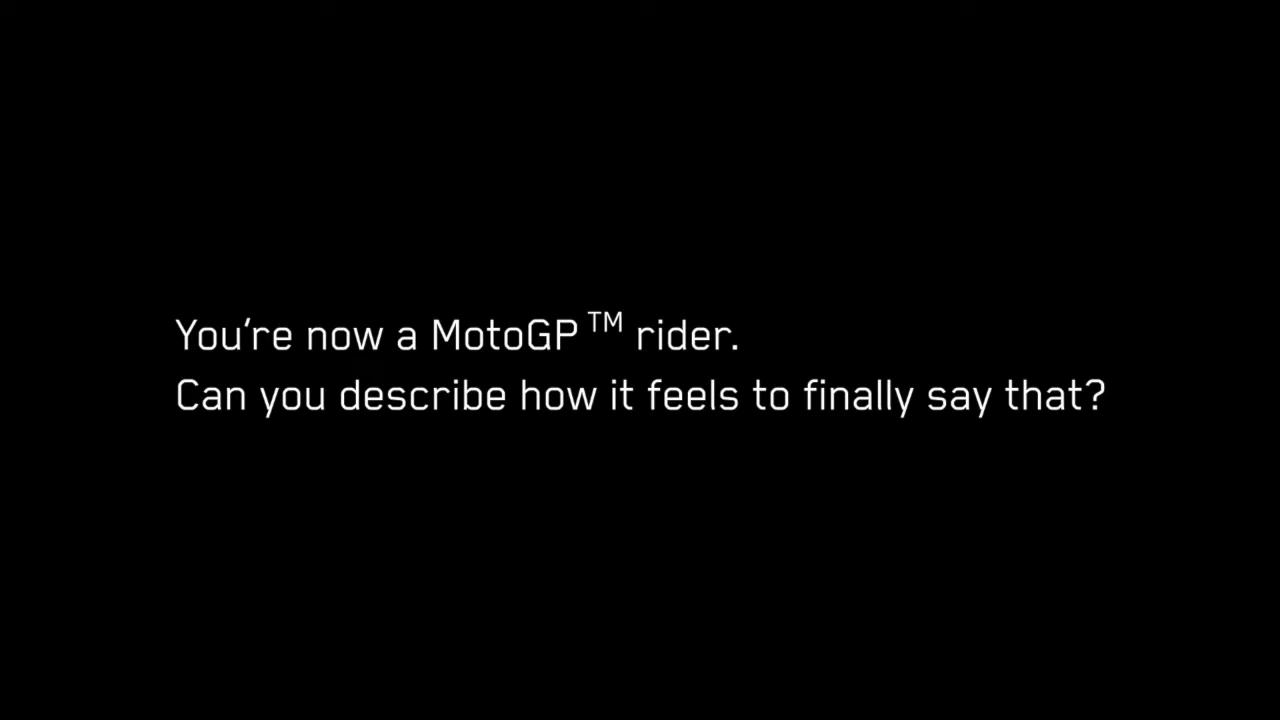 You're now a MotoGP™ rider.
Can you describe how it feels to finally say that?